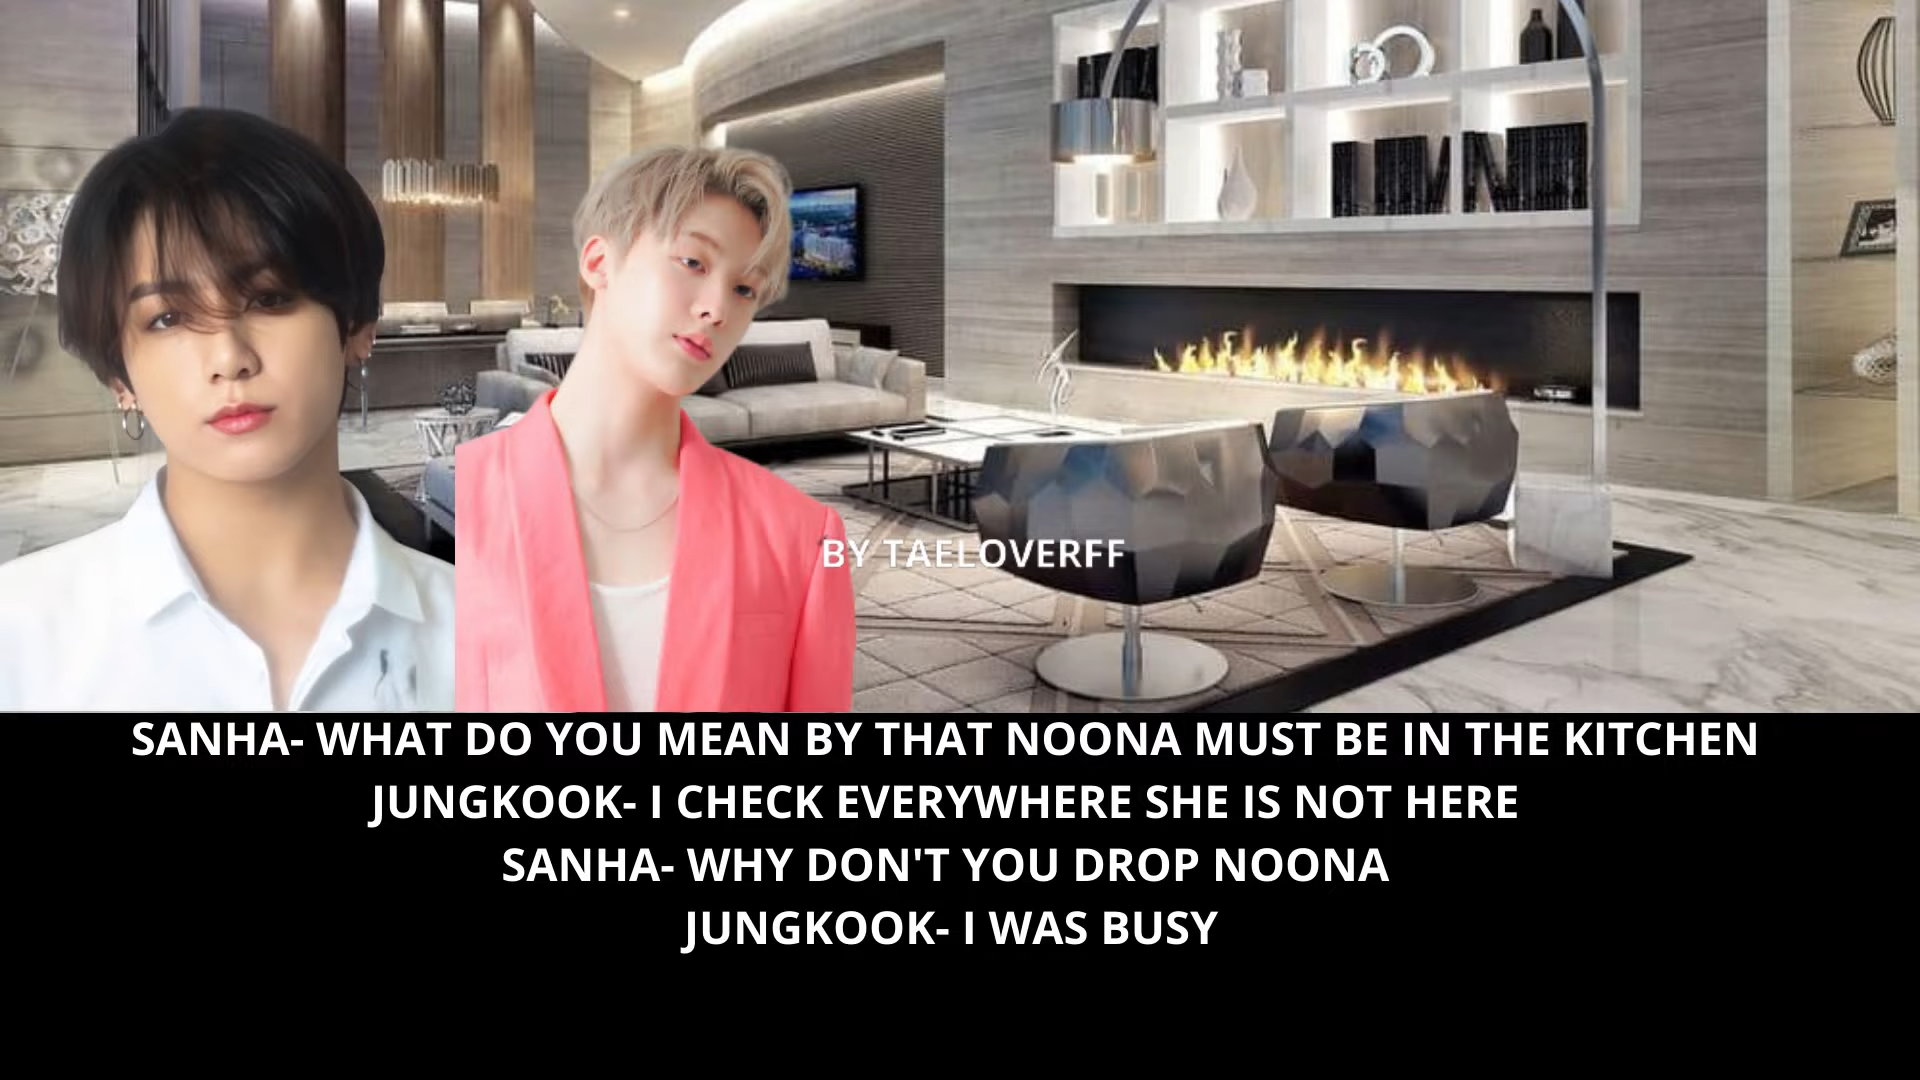 BY TAELOVERFF
SANHA- WHAT DO YOU MEAN BY THAT NOONA MUST BE IN THE KITCHEN
JUNGKOOK- I CHECK EVERYWHERE SHE IS NOT HERE
SANHA- WHY DON'T YOU DROP NOONA
JUNGKOOK- I WAS BUSY